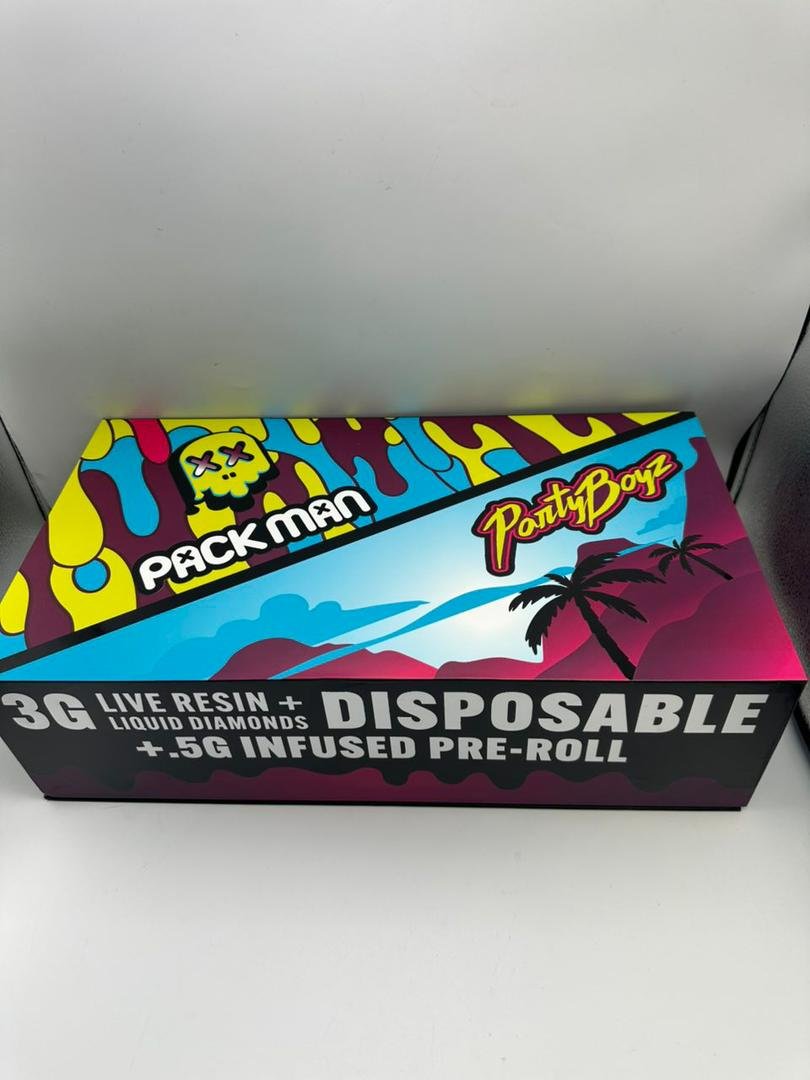 PACKMAN
PartyBoyz
3G LIVE RESIN + LIQUID DIAMONDS DISPOSABLE
+.5G INFUSED PRE-ROLL